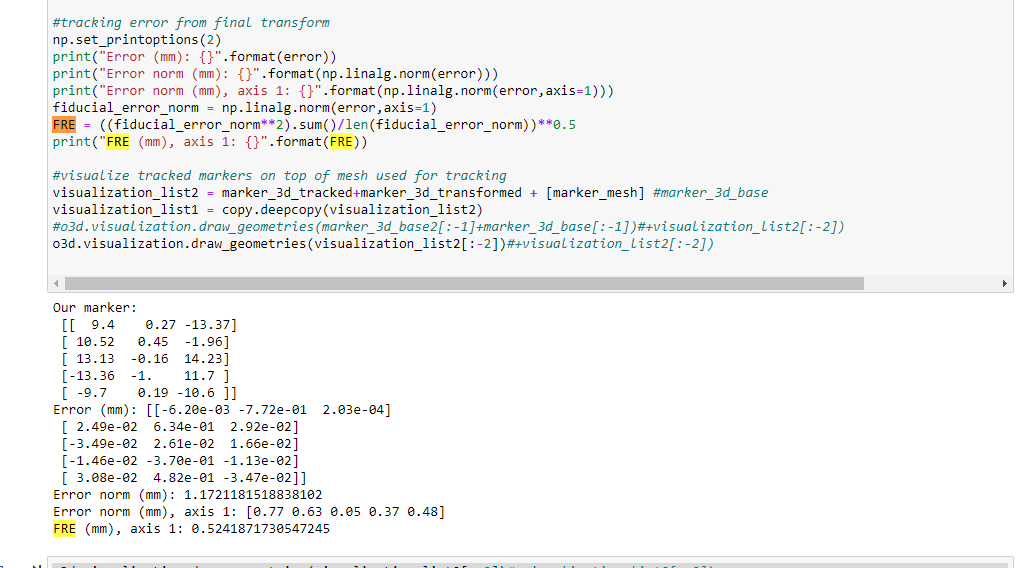 #tracking error from final transform
np.set_printoptions(2)
print("Error (mm): {}".format(error))
print("Error norm (mm): {}".format(np.linalg.norm(error)))
print("Error norm (mm), axis 1: {}".format(np.linalg.norm(error,axis=1)))
fiducial_error_norm = np.linalg.norm(error,axis=1)
FRE = ((fiducial_error_norm**2).sum()/len(fiducial_error_norm))**0.5
print("FRE (mm), axis 1: {}".format(FRE))
#visualize tracked markers on top of mesh used for tracking
visualization_list2 = marker_3d_tracked+marker_3d_transformed + [marker_mesh] #marker_3d_base
visualization_list1 = copy.deepcopy(visualization_list2)
#o3d.visualization.draw_geometries(marker_3d_base2[:-1]+marker_3d_base[:-1])#+visualization_list2[:-2])
o3d.visualization.draw_geometries(visualization_list2[:-2])#+visualization_list2[:-2])
Our marker:
[[  9.4    0.27 -13.37]
[ 10.52   0.45  -1.96]
[ 13.13  -0.16  14.23]
[-13.36  -1.    11.7 ]
[ -9.7    0.19 -10.6 ]]
Error (mm): [[-6.20e-03 -7.72e-01  2.03e-04]
[ 2.49e-02  6.34e-01  2.92e-02]
[-3.49e-02  2.61e-02  1.66e-02]
[-1.46e-02 -3.70e-01 -1.13e-02]
[ 3.08e-02  4.82e-01 -3.47e-02]]
Error norm (mm): 1.1721181518838102
Error norm (mm), axis 1: [0.77 0.63 0.05 0.37 0.48]
FRE (mm), axis 1: 0.5241871730547245